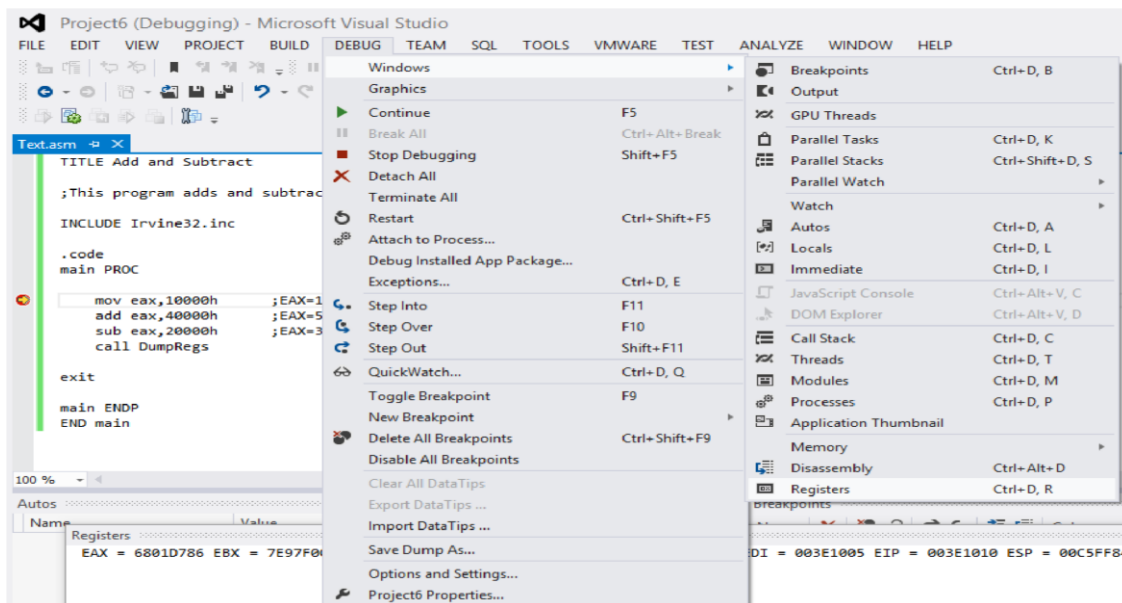 Project6 (Debugging) - Microsoft Visual Studio
FILE EDIT VIEW PROJECT BUILD DEBUG TEAM SQL TOOLS VMWARE TEST ANALYZE WINDOW HELP
Text.asm
TITLE Add and Subtract
;This program adds and subtrac
INCLUDE Irvine32.inc
.code
main PROC
mov eax,10000h ;EAX=1
add eax,40000h ;EAX=5
sub eax,20000h ;EAX=3
call DumpRegs
exit
main ENDP
END main
100 %
Autos
Name Value
Registers
EAX = 6801D786 EBX = 7E97F0
Windows
Graphics
Continue F5
Break All Ctrl+Alt+Break
Stop Debugging Shift+F5
Detach All
Terminate All
Restart Ctrl+Shift+F5
Attach to Process...
Debug Installed App Package...
Exceptions... Ctrl+D, E
Step Into F11
Step Over F10
Step Out Shift+F11
QuickWatch... Ctrl+D, Q
Toggle Breakpoint F9
New Breakpoint
Delete All Breakpoints Ctrl+Shift+F9
Disable All Breakpoints
Clear All DataTips
Export DataTips ...
Import DataTips ...
Save Dump As...
Options and Settings...
Project6 Properties...
Breakpoints Ctrl+D, B
Output
GPU Threads
Parallel Tasks Ctrl+D, K
Parallel Stacks Ctrl+Shift+D, S
Parallel Watch
Watch
Autos Ctrl+D, A
Locals Ctrl+D, L
Immediate Ctrl+D, I
JavaScript Console Ctrl+Alt+V, C
DOM Explorer Ctrl+Alt+V, D
Call Stack Ctrl+D, C
Threads Ctrl+D, T
Modules Ctrl+D, M
Processes Ctrl+D, P
Application Thumbnail
Memory
Disassembly Ctrl+Alt+D
Registers Ctrl+D, R
Breakpoints
DI = 003E1005 EIP = 003E1010 ESP = 00C5FF8